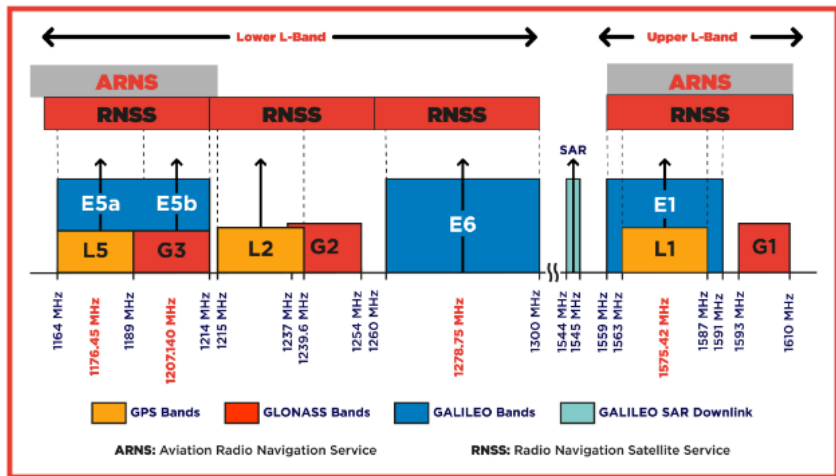 Lower L-Band
Upper L-Band
ARNS
ARNS
RNSS
RNSS
RNSS
RNSS
SAR
E5a
E5b
E6
E1
L5
G3
L2
G2
L1
G1
1164 MHz
1176.45 MHz
1189 MHz
1207.140 MHz
1214 MHz
1215 MHz
1237 MHz
1239.6 MHz
1254 MHz
1260 MHz
1278.75 MHz
1300 MHz
1544 MHz
1545 MHz
1559 MHz
1563 MHz
1575.42 MHz
1587 MHz
1591 MHz
1593 MHz
1610 MHz
GPS Bands
GLONASS Bands
GALILEO Bands
GALILEO SAR Downlink
ARNS: Aviation Radio Navigation Service
RNSS: Radio Navigation Satellite Service